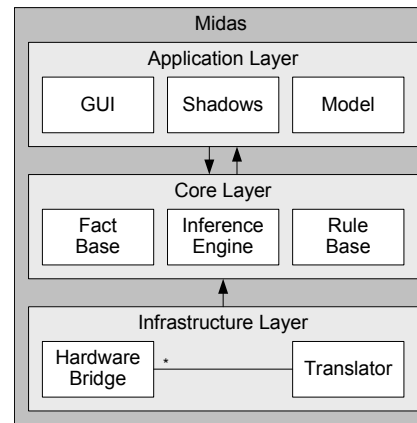 Midas
Application Layer
GUI
Shadows
Model
Core Layer
Fact
Base
Inference
Engine
Rule
Base
Infrastructure Layer
Hardware
Bridge
*
Translator